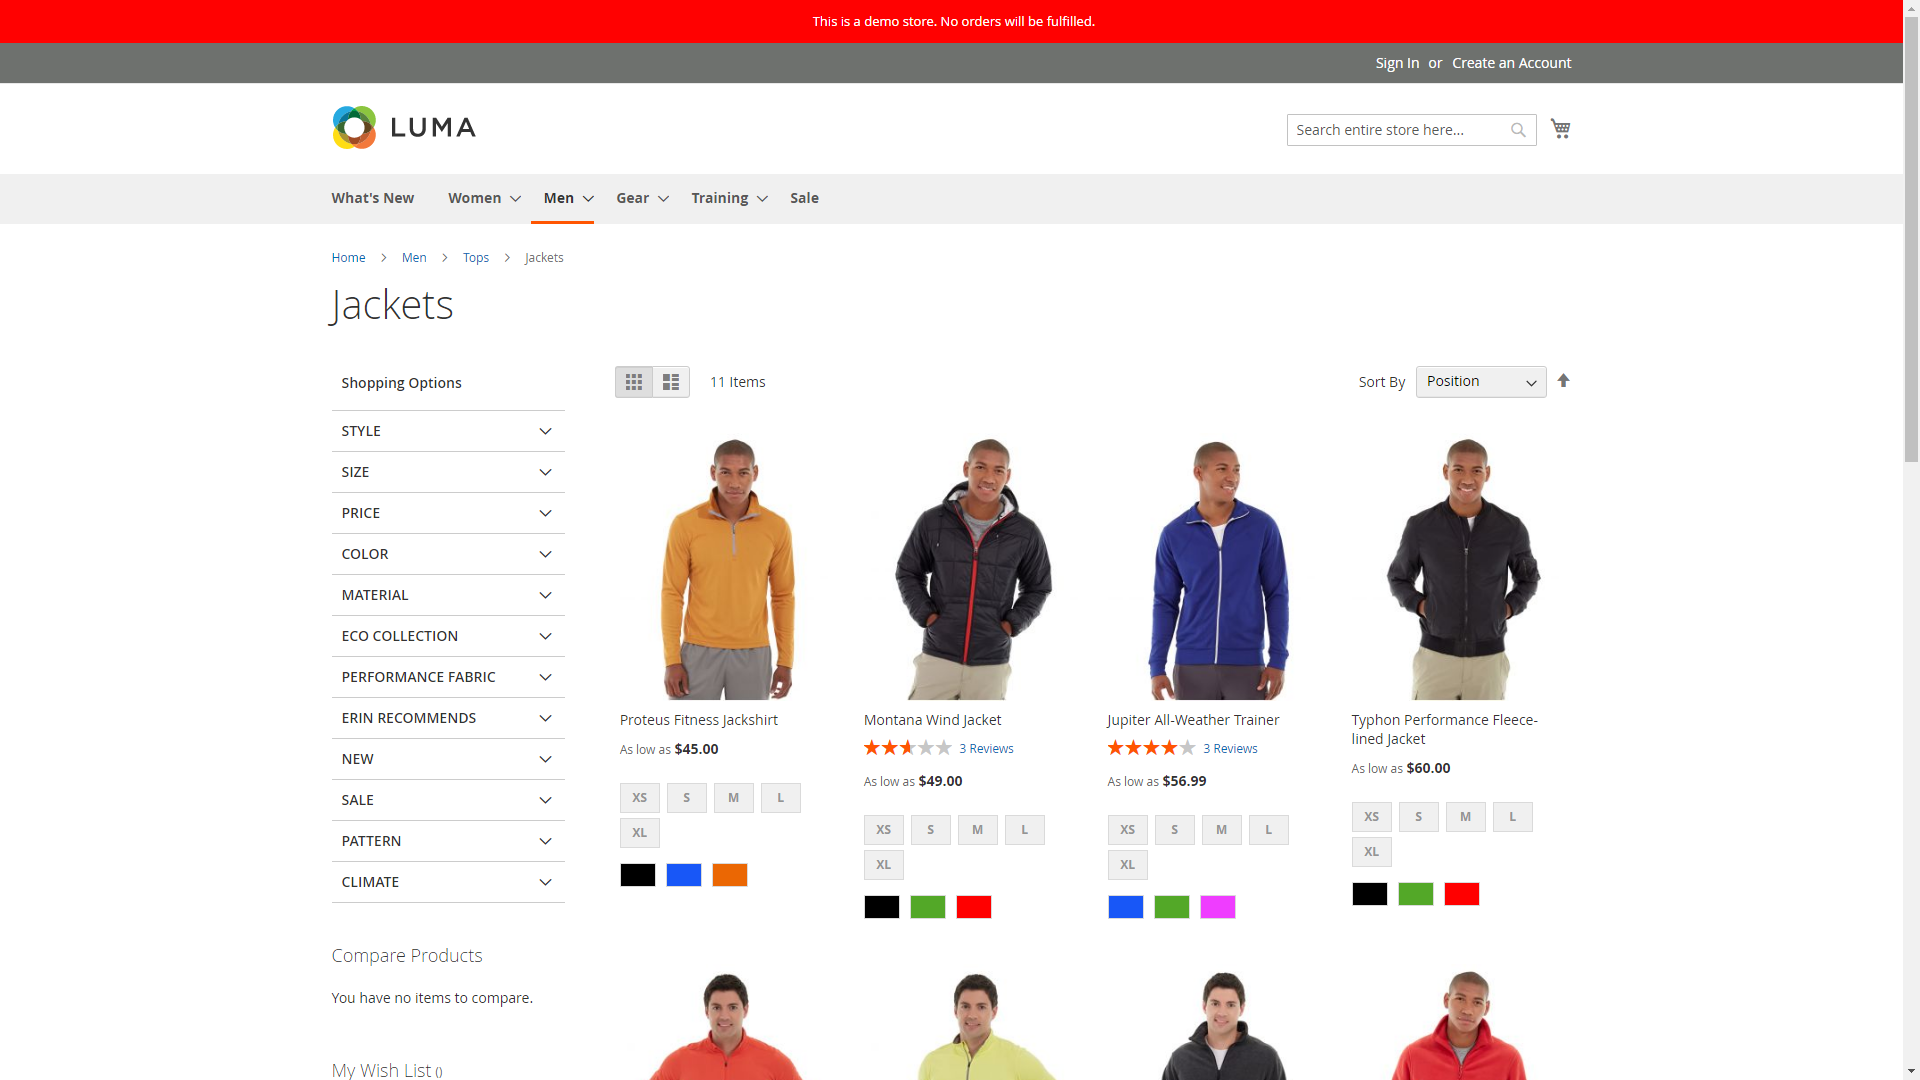 This is a demo store. No orders will be fulfilled.
Sign In or Create an Account
LUMA
Search entire store here...
What's New Women Men Gear Training Sale
Home Men Tops Jackets
Jackets
Shopping Options
STYLE
SIZE
PRICE
COLOR
MATERIAL
ECO COLLECTION
PERFORMANCE FABRIC
ERIN RECOMMENDS
NEW
SALE
PATTERN
CLIMATE
Compare Products
You have no items to compare.
My Wish List ()
11 Items
Sort By Position
Proteus Fitness Jackshirt
As low as $45.00
XS S M L
XL
Montana Wind Jacket
3 Reviews
As low as $49.00
XS S M L
XL
Jupiter All-Weather Trainer
3 Reviews
As low as $56.99
XS S M L
XL
Typhon Performance Fleece-
lined Jacket
As low as $60.00
XS S M L
XL